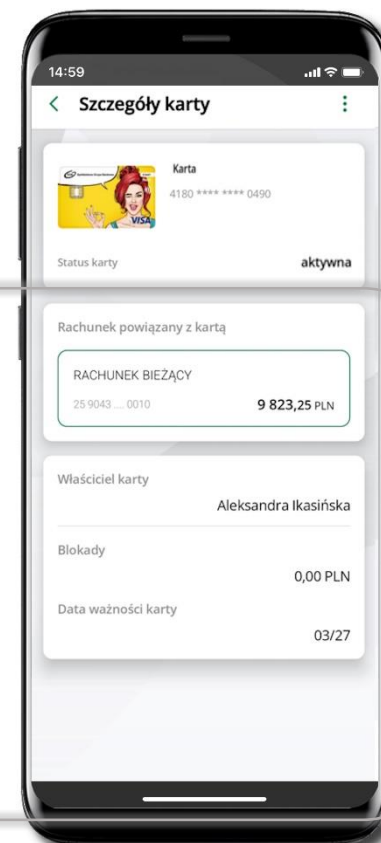 14:59
Szczegóły karty
Karta
4180 **** **** 0490
VISA
Status karty
aktywna
Rachunek powiązany z kartą
RACHUNEK BIEŻĄCY
25 9043 .... 0010
9 823,25 PLN
Właściciel karty
Aleksandra Ikasińska
Blokady
0,00 PLN
Data ważności karty
03/27